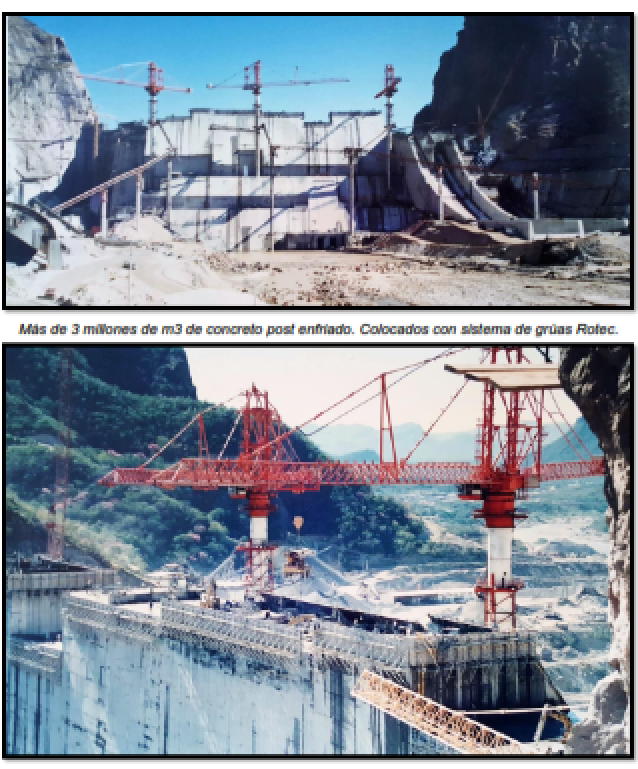 Más de 3 millones de m3 de concreto post enfriado. Colocados con sistema de grúas Rotec.